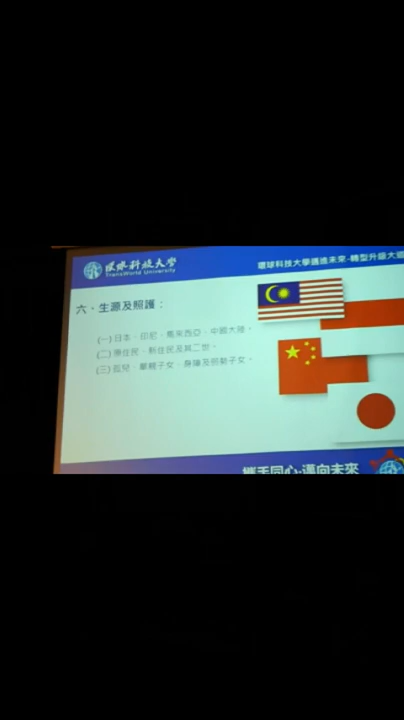 環球科技大學
TransWorld University
環球科技大學邁進未來-轉型升級大
六、生源及照護：
(一) 日本、印尼、馬來西亞、中國大陸。
(二) 原住民、新住民及其二世。
(三) 孤兒、單親子女、身障及弱勢子女。
攜手同心‧邁向未來